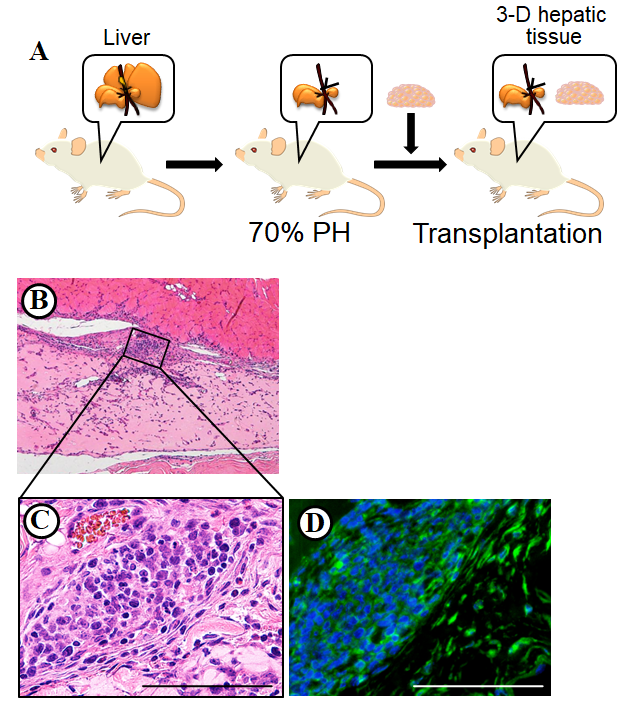 A
Liver
3-D hepatic
tissue
70% PH
Transplantation
B
C
D